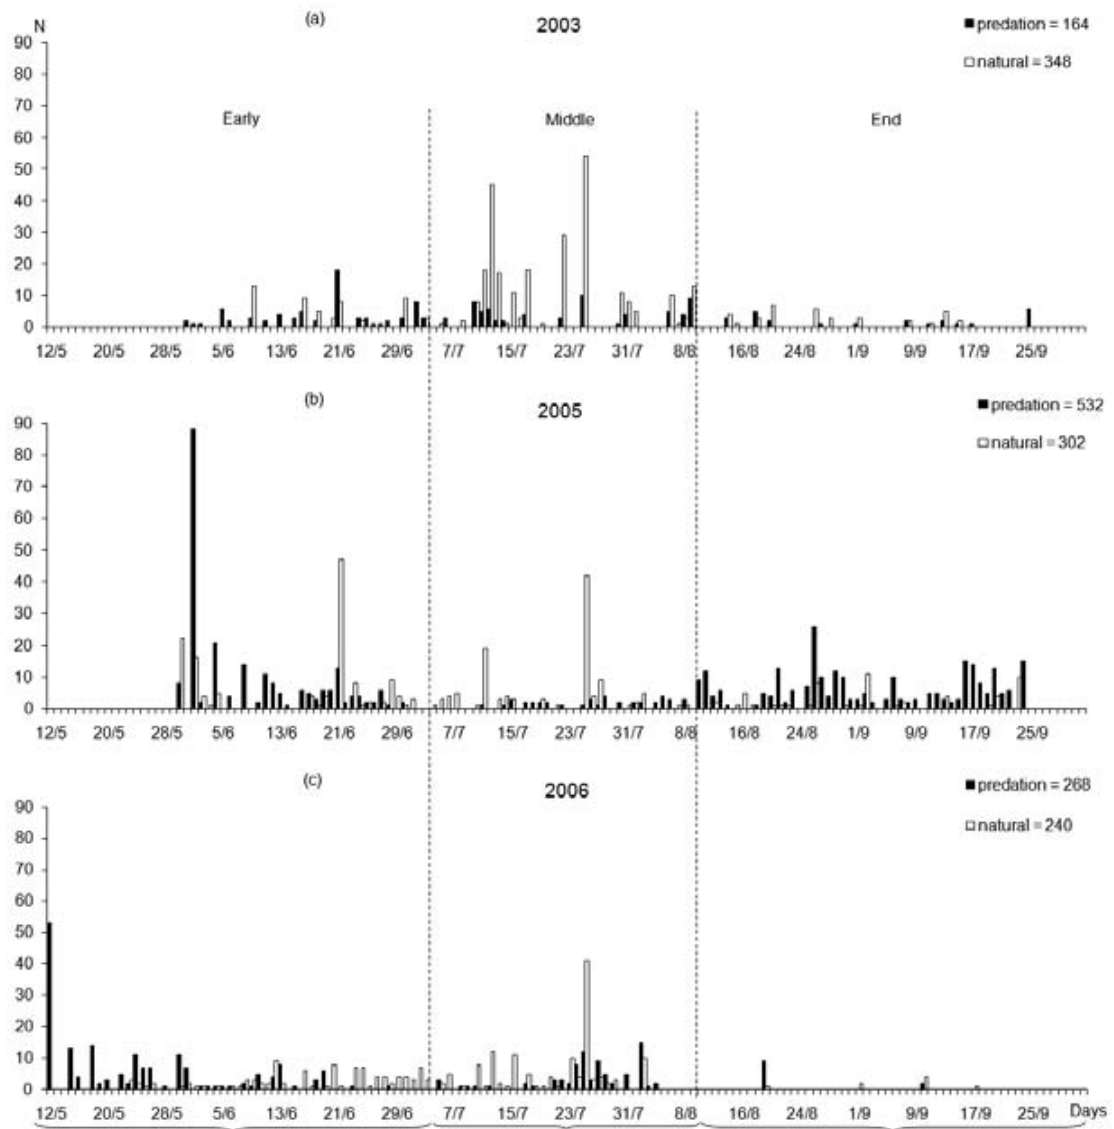 (a)
N
2003
predation = 164
90
80
natural = 348
70
60
Early
Middle
End
50
40
30
20
10
0
12/5 20/5 28/5 5/6 13/6 21/6 29/6 7/7 15/7 23/7 31/7 8/8 16/8 24/8 1/9 9/9 17/9 25/9
(b)
2005
predation = 532
90
natural = 302
80
70
60
50
40
30
20
10
0
12/5 20/5 28/5 5/6 13/6 21/6 29/6 7/7 15/7 23/7 31/7 8/8 16/8 24/8 1/9 9/9 17/9 25/9
(c)
2006
predation = 268
90
natural = 240
80
70
60
50
40
30
20
10
0
12/5 20/5 28/5 5/6 13/6 21/6 29/6 7/7 15/7 23/7 31/7 8/8 16/8 24/8 1/9 9/9 17/9 25/9 Days